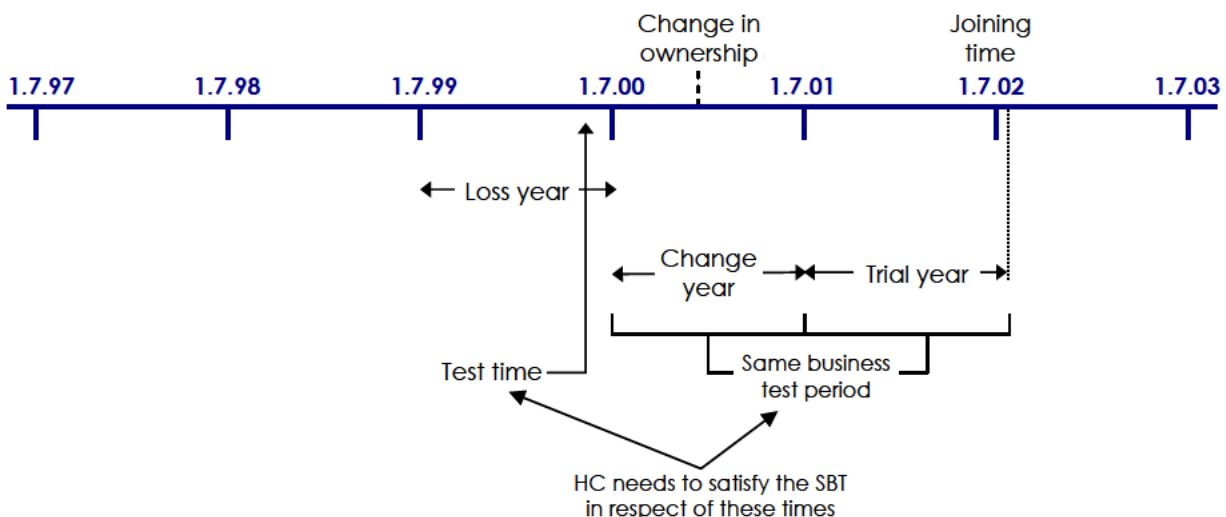 Change in
ownership
Joining
time
1.7.97 1.7.98 1.7.99 1.7.00 1.7.01 1.7.02 1.7.03
Loss year
Change
year
Trial year
Test time
Same business
test period
HC needs to satisfy the SBT
in respect of these times